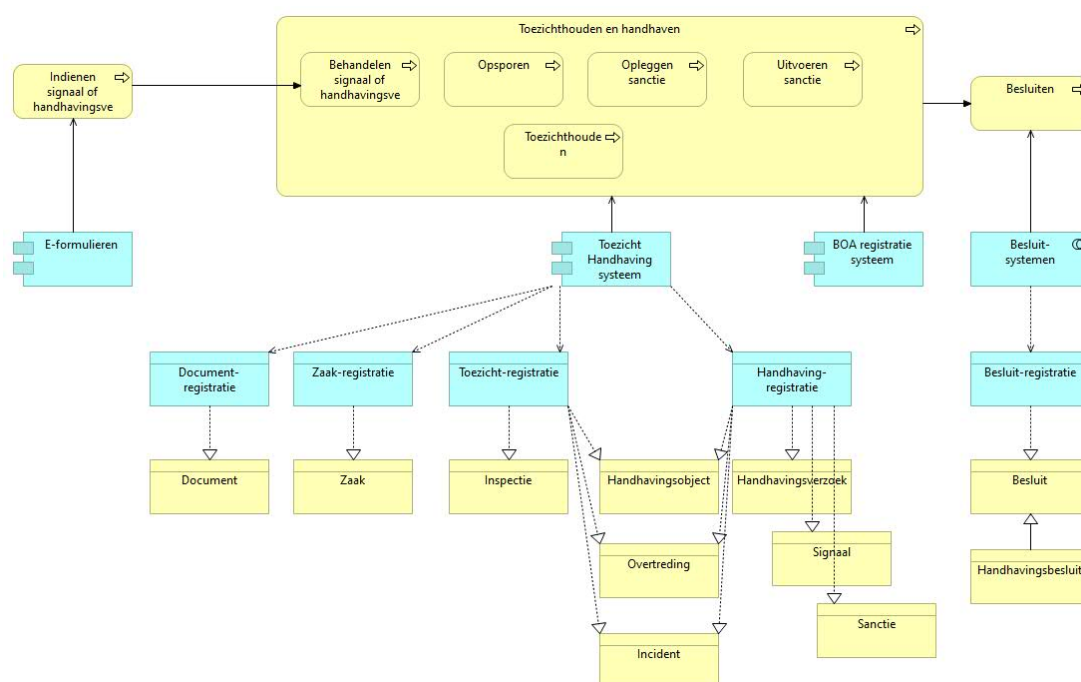 Toezichthouden en handhaven
Indienen
signaal of
handhavingsve
Behandelen
signaal of
handhavingsve
Opsporen
Opleggen
sanctie
Uitvoeren
sanctie
Besluiten
Toezichthoude
n
E-formulieren
Toezicht
Handhaving
systeem
BOA registratie
systeem
Besluit-
systemen
Document-
registratie
Zaak-registratie
Toezicht-registratie
Handhaving-
registratie
Besluit-registratie
Document
Zaak
Inspectie
Handhavingsobject
Handhavingsverzoek
Besluit
Overtreding
Signaal
Handhavingsbesluit
Sanctie
Incident